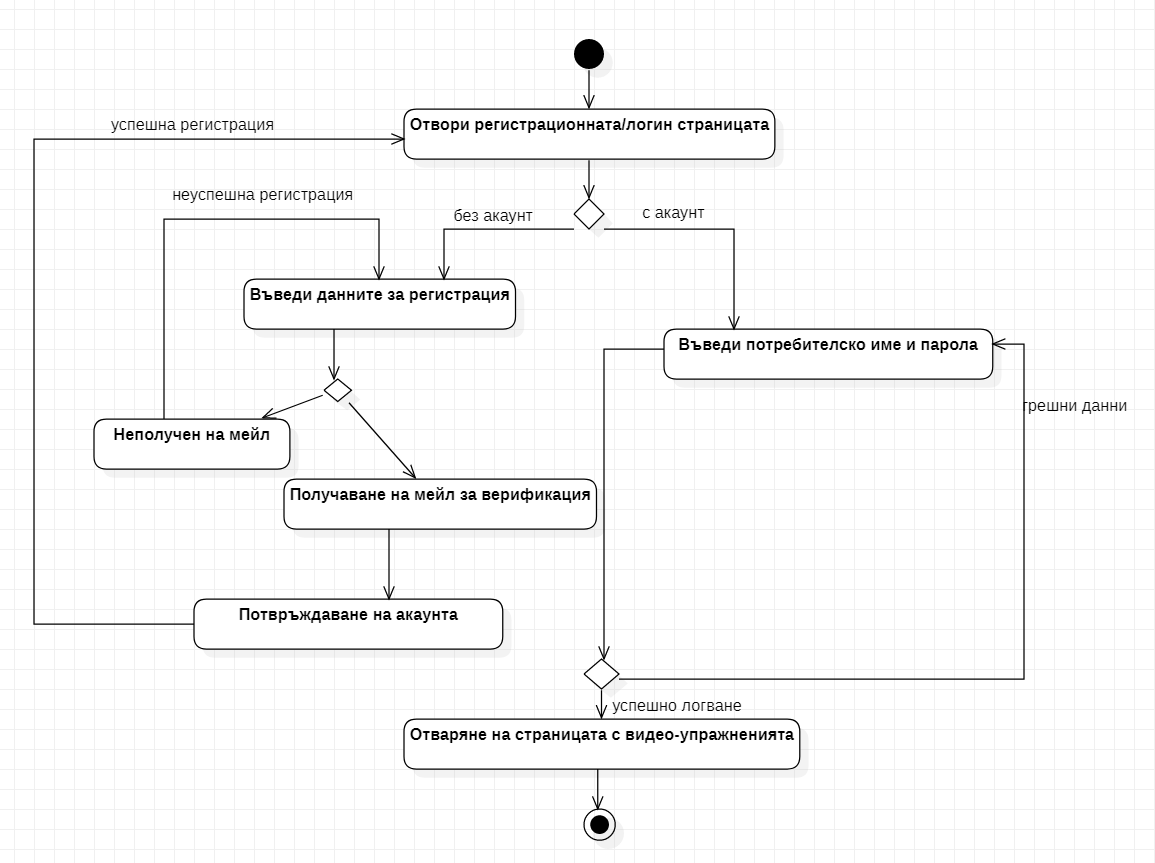 Отвори регистрационната/логин страницата
успешна регистрация
неуспешна регистрация
без акаунт
с акаунт
Въведи данните за регистрация
Въведи потребителско име и парола
грешни данни
Неполучен на мейл
Получаване на мейл за верификация
Потвръждаване на акаунта
успешно логване
Отваряне на страницата с видео-упражненията